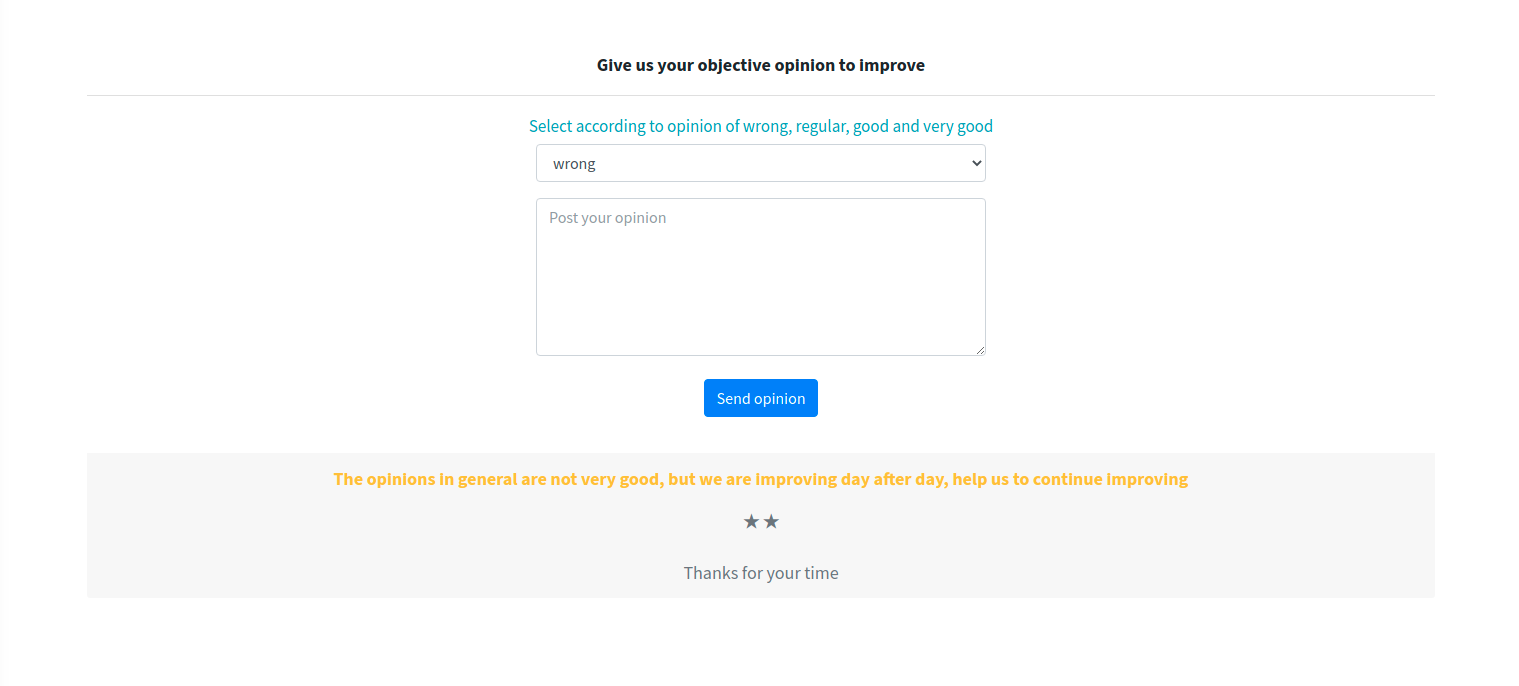 Give us your objective opinion to improve
Select according to opinion of wrong, regular, good and very good
wrong
Post your opinion
Send opinion
The opinions in general are not very good, but we are improving day after day, help us to continue improving
★★
Thanks for your time